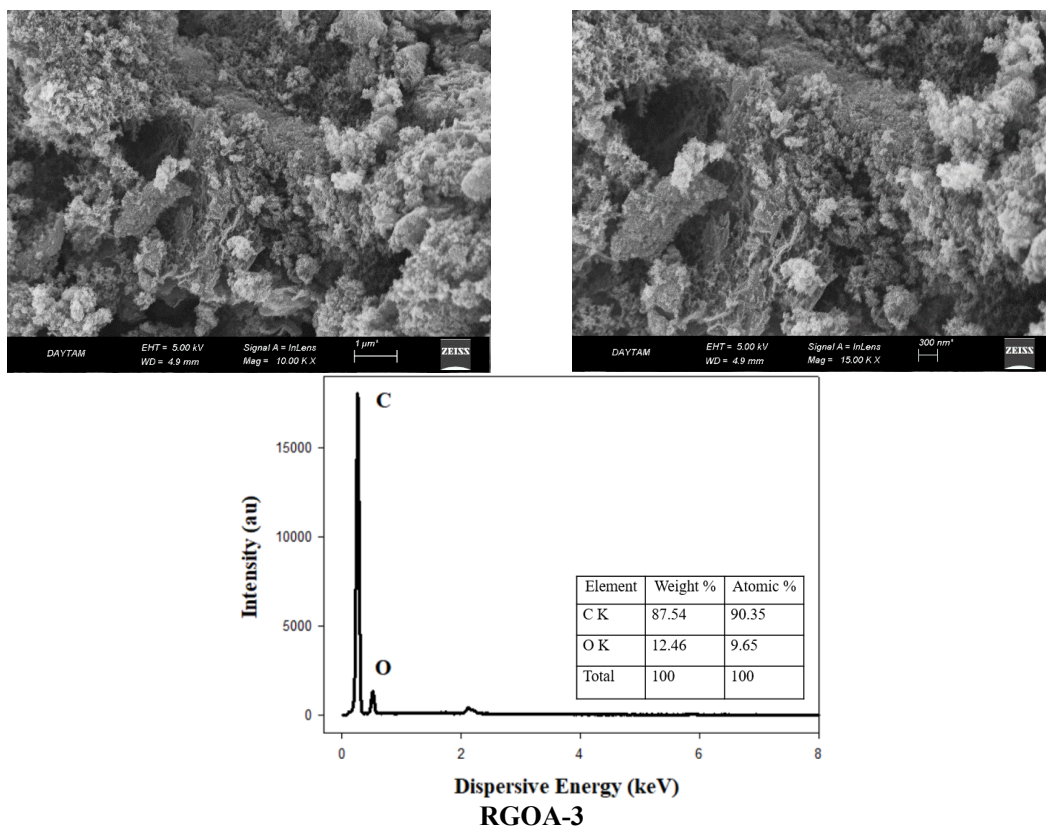 DAYTAM
EHT = 5.00 kV
WD = 4.9 mm
Signal A = InLens
Mag = 10.00 K X
1 µm*
ZEISS
DAYTAM
EHT = 5.00 kV
WD = 4.9 mm
Signal A = InLens
Mag = 15.00 K X
300 nm*
ZEISS
C
O
15000
10000
5000
0
Intensity (au)
Element Weight % Atomic %
C K 87.54 90.35
O K 12.46 9.65
Total 100 100
0 2 4 6 8
Dispersive Energy (keV)
RGOA-3